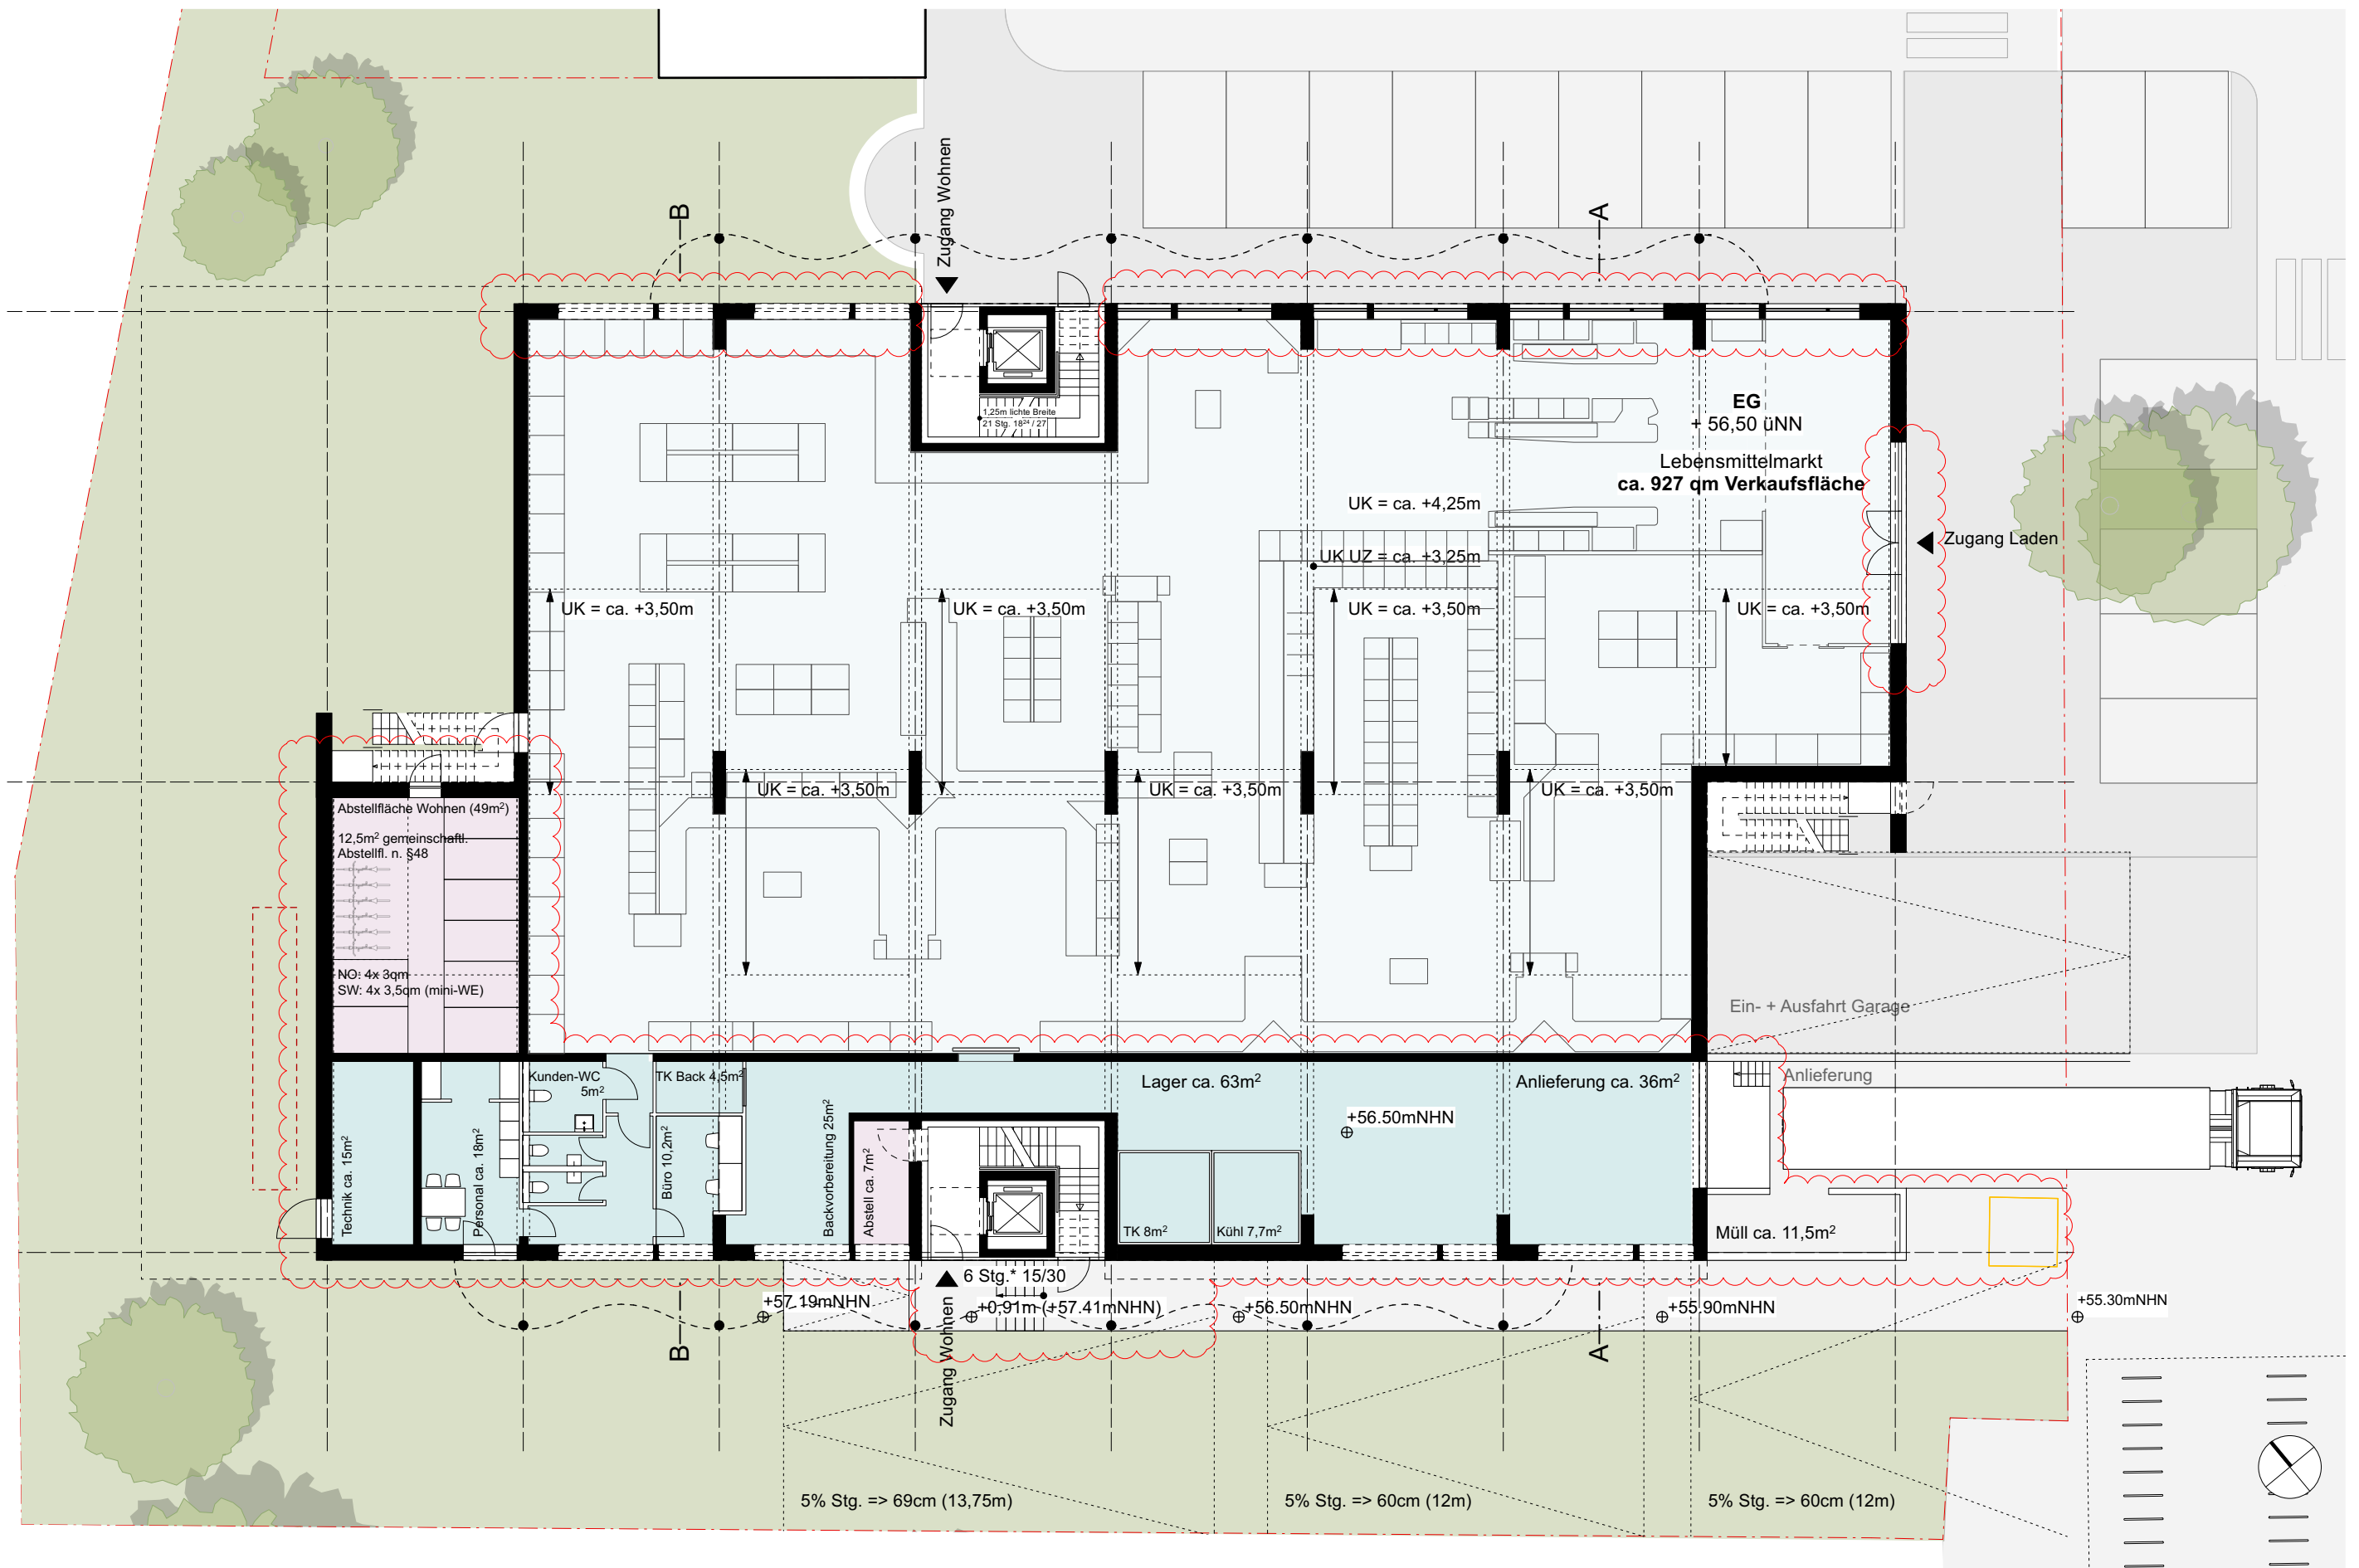 Zugang Wohnen
B
A
1,25m lichte Breite
21 Stg. 18²⁴ / 27
EG
+ 56,50 üNN
Lebensmittelmarkt
ca. 927 qm Verkaufsfläche
UK = ca. +4,25m
UK UZ = ca. +3,25m
Zugang Laden
UK = ca. +3,50m
UK = ca. +3,50m
UK = ca. +3,50m
UK = ca. +3,50m
UK = ca. +3,50m
UK = ca. +3,50m
UK = ca. +3,50m
Abstellfläche Wohnen (49m²)
12,5m² gemeinschaftl.
Abstellfl. n. §48
NO: 4x 3qm
SW: 4x 3,5qm (mini-WE)
Ein- + Ausfahrt Garage
Anlieferung
Technik ca. 15m²
Personal ca. 18m²
Kunden-WC
5m²
TK Back 4,5m²
Büro 10,2m²
Backvorbereitung 25m²
Abstell ca. 7m²
Lager ca. 63m²
Anlieferung ca. 36m²
+56.50mNHN
TK 8m²
Kühl 7,7m²
Müll ca. 11,5m²
6 Stg.* 15/30
+57.19mNHN
+0,91m (+57.41mNHN)
+56.50mNHN
+55.90mNHN
+55.30mNHN
B
Zugang Wohnen
A
5% Stg. => 69cm (13,75m)
5% Stg. => 60cm (12m)
5% Stg. => 60cm (12m)